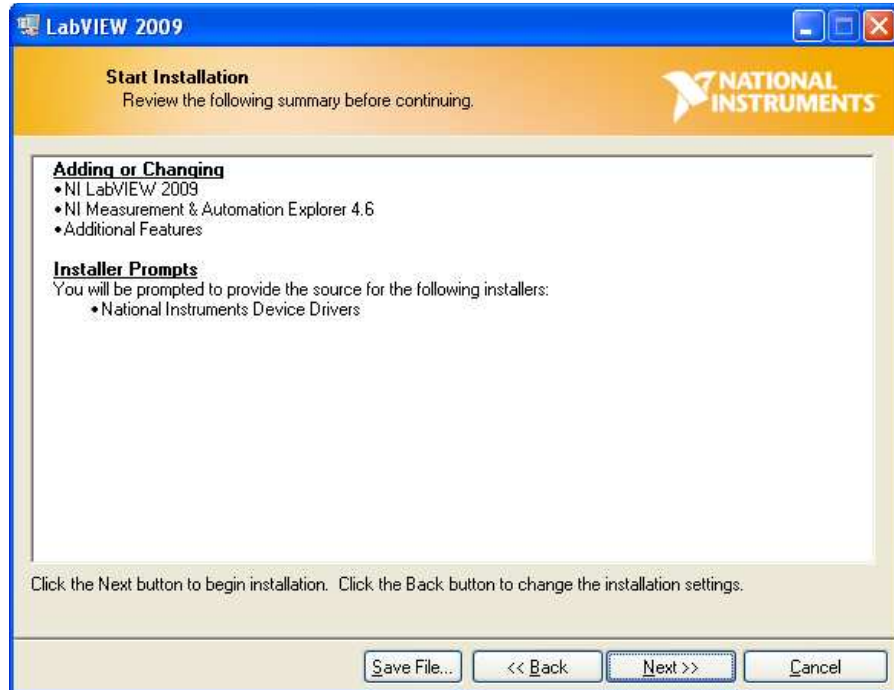 LabVIEW 2009
Start Installation
Review the following summary before continuing.
NATIONAL
INSTRUMENTS
Adding or Changing
•NI LabVIEW 2009
•NI Measurement & Automation Explorer 4.6
•Additional Features
Installer Prompts
You will be prompted to provide the source for the following installers:
•National Instruments Device Drivers
Click the Next button to begin installation.  Click the Back button to change the installation settings.
Save File...
<< Back
Next >>
Cancel